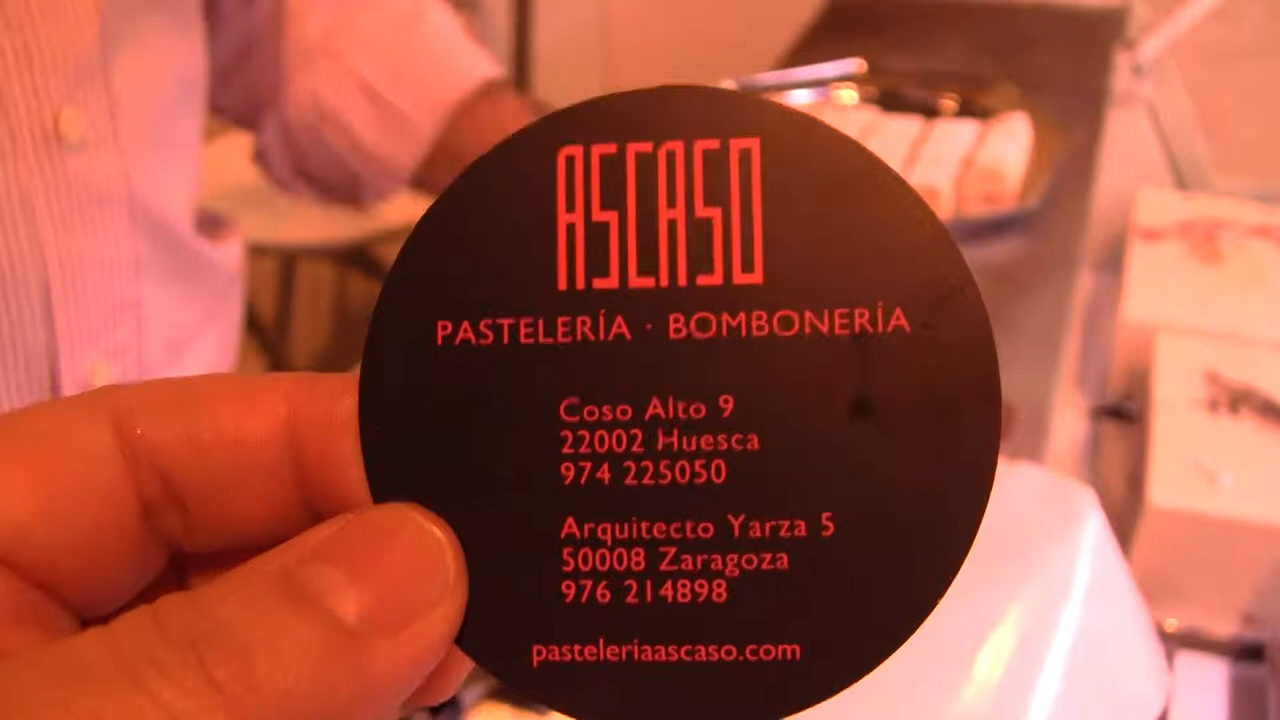 ASCASO
PASTELERÍA · BOMBONERÍA
Coso Alto 9
22002 Huesca
974 225050
Arquitecto Yarza 5
50008 Zaragoza
976 214898
pasteleriaascaso.com